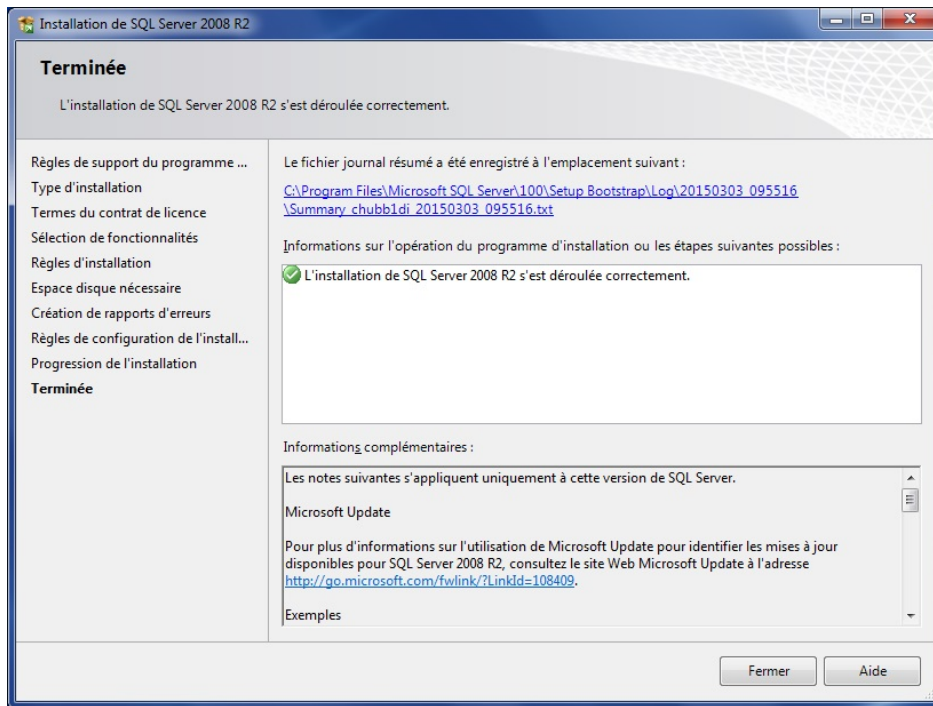 Installation de SQL Server 2008 R2
Terminée
L'installation de SQL Server 2008 R2 s'est déroulée correctement.
Règles de support du programme ...
Type d'installation
Termes du contrat de licence
Sélection de fonctionnalités
Règles d'installation
Espace disque nécessaire
Création de rapports d'erreurs
Règles de configuration de l'install...
Progression de l'installation
Terminée
Le fichier journal résumé a été enregistré à l'emplacement suivant :
C:\Program Files\Microsoft SQL Server\100\Setup Bootstrap\Log\20150303_095516
\Summary_chubb1di_20150303_095516.txt
Informations sur l'opération du programme d'installation ou les étapes suivantes possibles :
L'installation de SQL Server 2008 R2 s'est déroulée correctement.
Informations complémentaires :
Les notes suivantes s'appliquent uniquement à cette version de SQL Server.
Microsoft Update
Pour plus d'informations sur l'utilisation de Microsoft Update pour identifier les mises à jour
disponibles pour SQL Server 2008 R2, consultez le site Web Microsoft Update à l'adresse
http://go.microsoft.com/fwlink/?LinkId=108409.
Exemples
Fermer
Aide